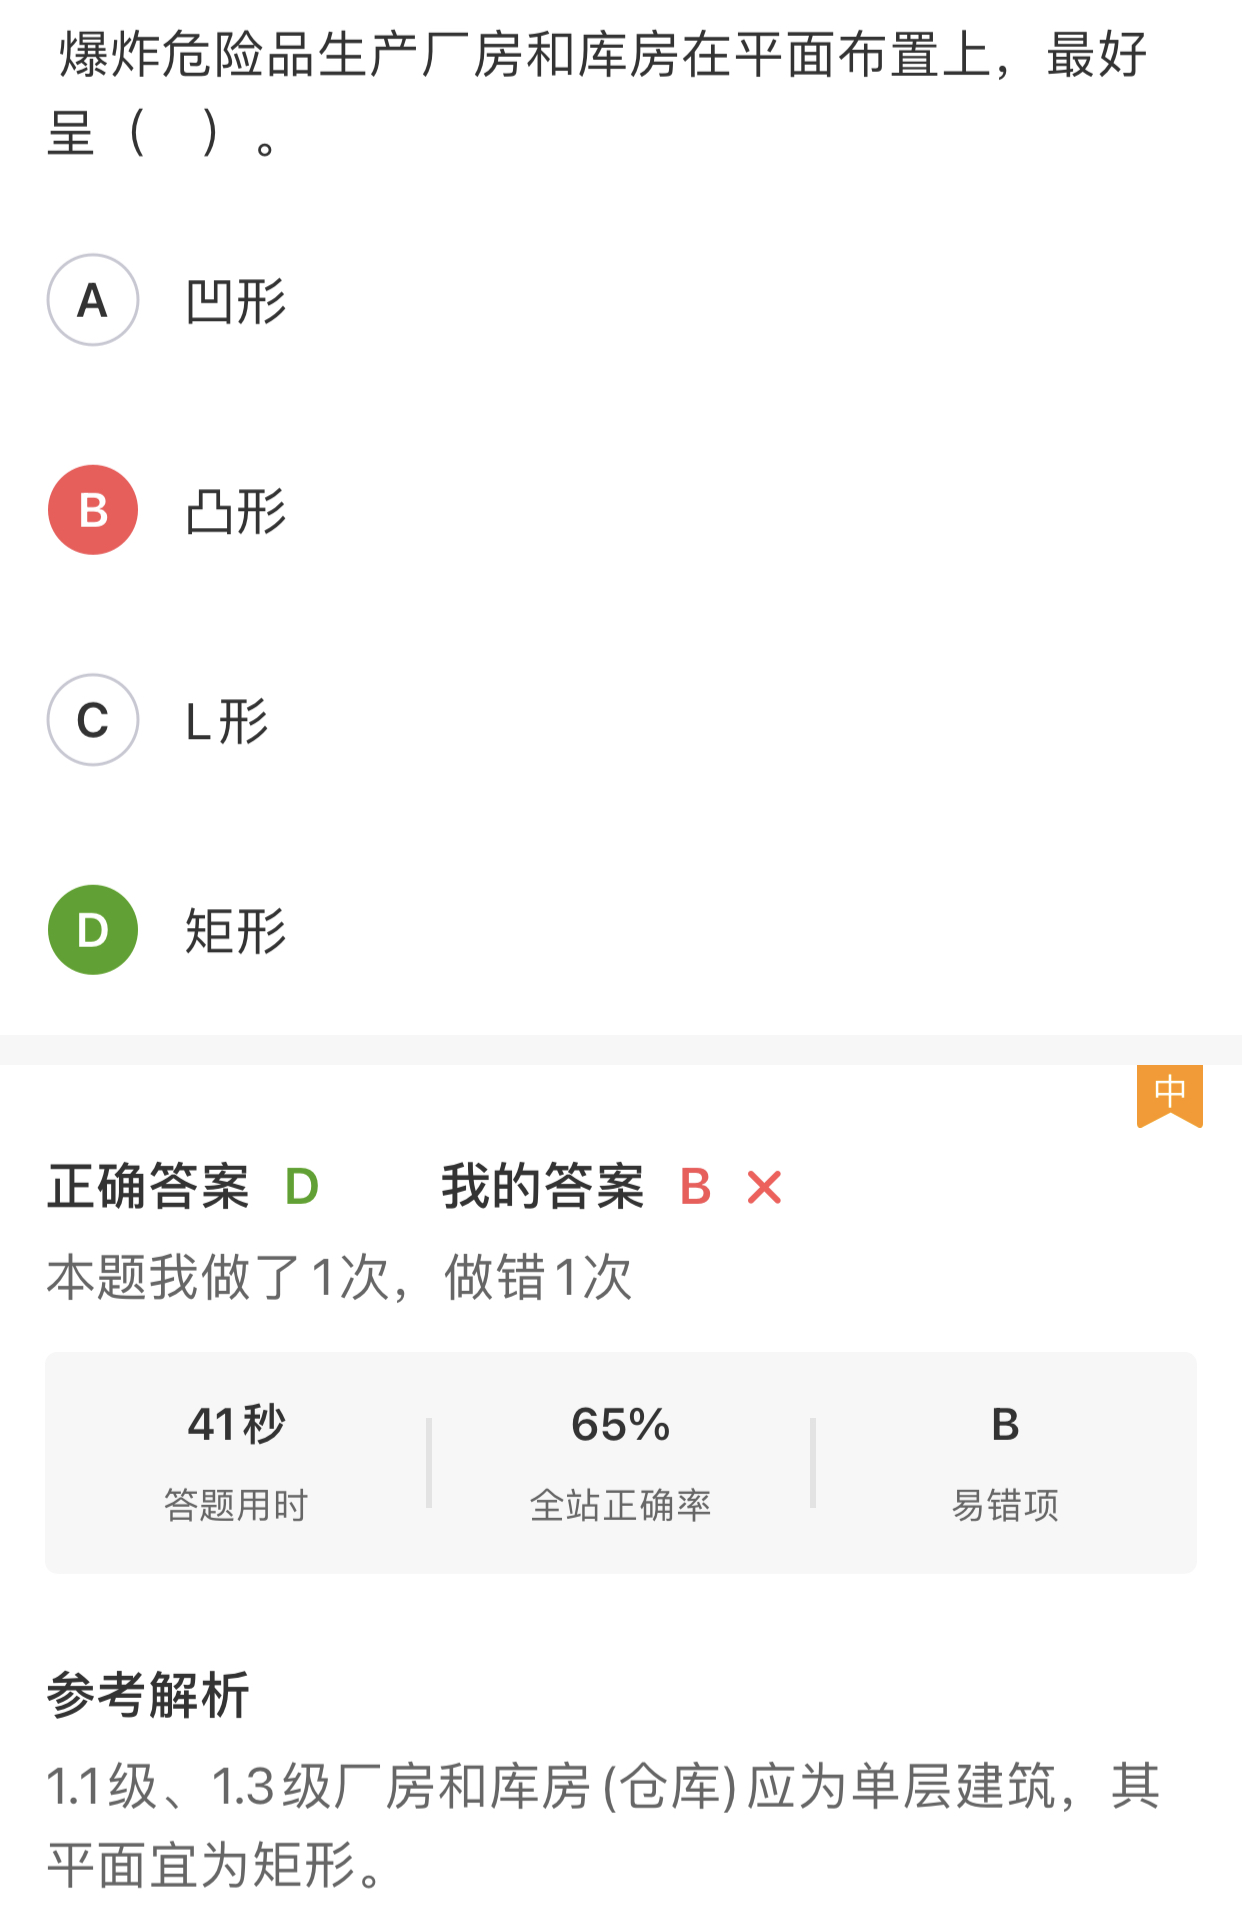 爆炸危险品生产厂房和库房在平面布置上，最好
呈（ ）。
A 凹形
B 凸形
C L形
D 矩形
中
正确答案 D 我的答案 B ×
本题我做了1次，做错1次
41秒 65% B
答题用时 全站正确率 易错项
参考解析
1.1级、1.3级厂房和库房(仓库)应为单层建筑，其
平面宜为矩形。